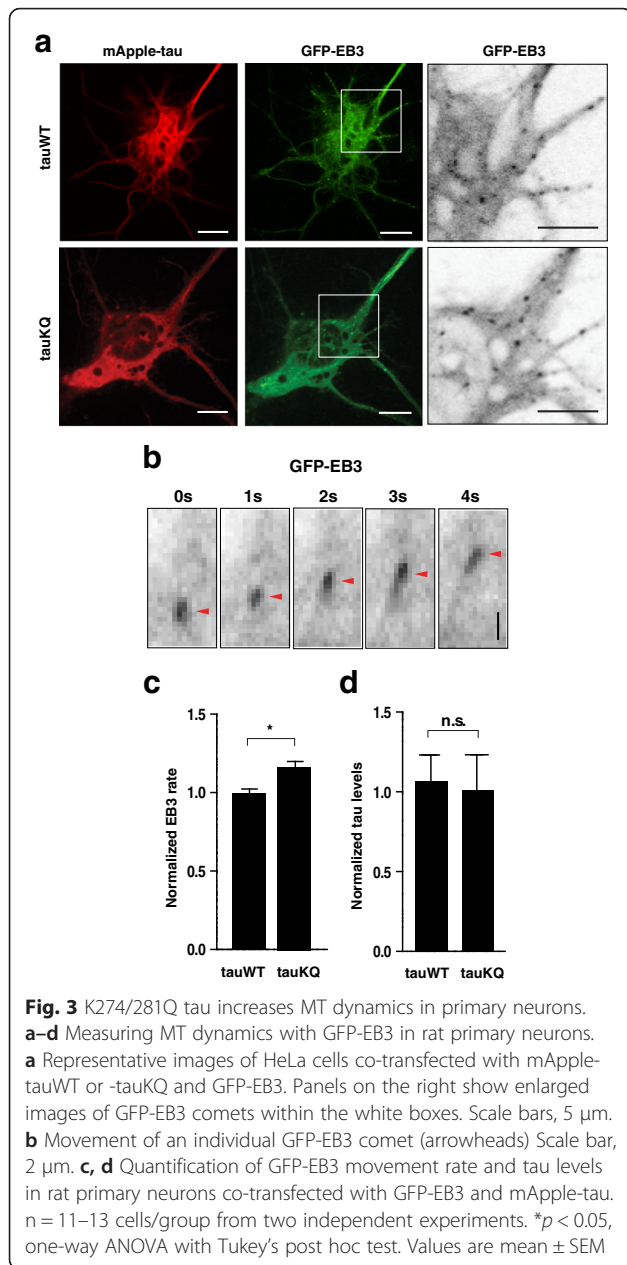 a
mApple-tau GFP-EB3 GFP-EB3
tauWT
tauKQ
b
GFP-EB3
0s 1s 2s 3s 4s
c d
1.5
1.0
0.5
0.0
Normalized EB3 rate
*
tauWT tauKQ
1.5
1.0
0.5
0.0
Normalized tau levels
n.s.
tauWT tauKQ
Fig. 3 K274/281Q tau increases MT dynamics in primary neurons.
a–d Measuring MT dynamics with GFP-EB3 in rat primary neurons.
a Representative images of HeLa cells co-transfected with mApple-
tauWT or -tauKQ and GFP-EB3. Panels on the right show enlarged
images of GFP-EB3 comets within the white boxes. Scale bars, 5 μm.
b Movement of an individual GFP-EB3 comet (arrowheads) Scale bar,
2 μm. c, d Quantification of GFP-EB3 movement rate and tau levels
in rat primary neurons co-transfected with GFP-EB3 and mApple-tau.
n = 11–13 cells/group from two independent experiments. *p < 0.05,
one-way ANOVA with Tukey's post hoc test. Values are mean ± SEM